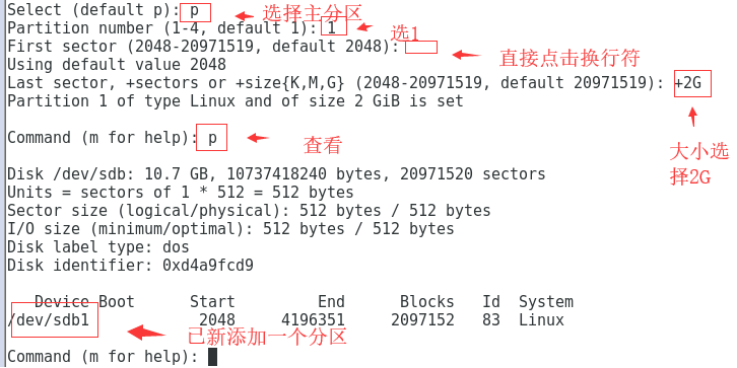 Select (default p): p 选择主分区
Partition number (1-4, default 1): 1 选1
First sector (2048-20971519, default 2048): 直接点击换行符
Using default value 2048
Last sector, +sectors or +size{K,M,G} (2048-20971519, default 20971519): +2G
Partition 1 of type Linux and of size 2 GiB is set
Command (m for help): p 查看
大小选
择2G
Disk /dev/sdb: 10.7 GB, 10737418240 bytes, 20971520 sectors
Units = sectors of 1 * 512 = 512 bytes
Sector size (logical/physical): 512 bytes / 512 bytes
I/O size (minimum/optimal): 512 bytes / 512 bytes
Disk label type: dos
Disk identifier: 0xd4a9fcd9
Device Boot Start End Blocks Id System
/dev/sdb1 2048 4196351 2097152 83 Linux
已新添加一个分区
Command (m for help):